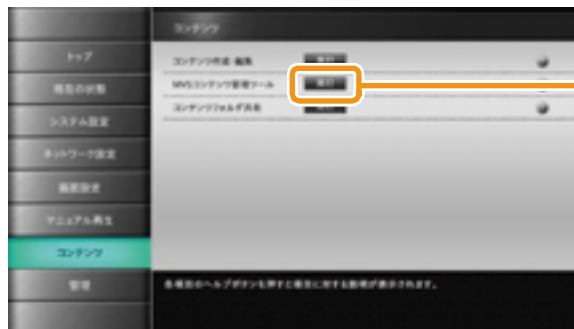 コンテンツ
トップ
現在の状態
システム設定
ネットワーク設定
画面設定
マニュアル再生
コンテンツ
管理
コンテンツ作成・編集
実行
MVSコンテンツ管理ツール
実行
コンテンツフォルダ共有
各項目のヘルプボタンを押すと項目に対する説明が表示されます。